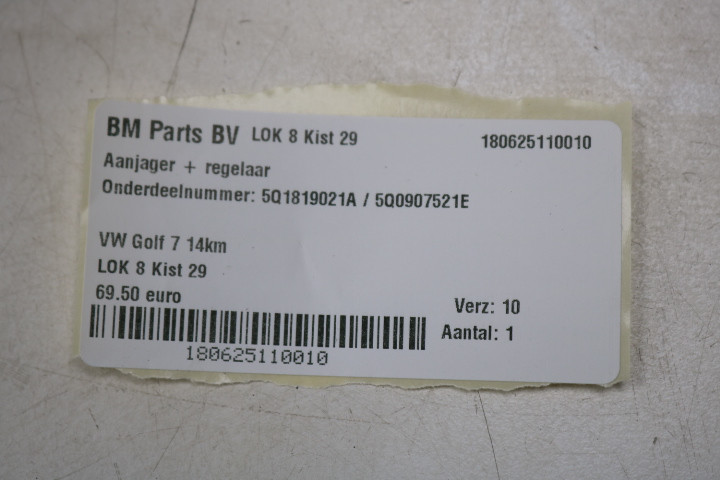 BM Parts BV LOK 8 Kist 29 180625110010
Aanjager + regelaar
Onderdeelnummer: 5Q1819021A / 5Q0907521E
VW Golf 7 14km
LOK 8 Kist 29
69.50 euro
Verz: 10
Aantal: 1
180625110010